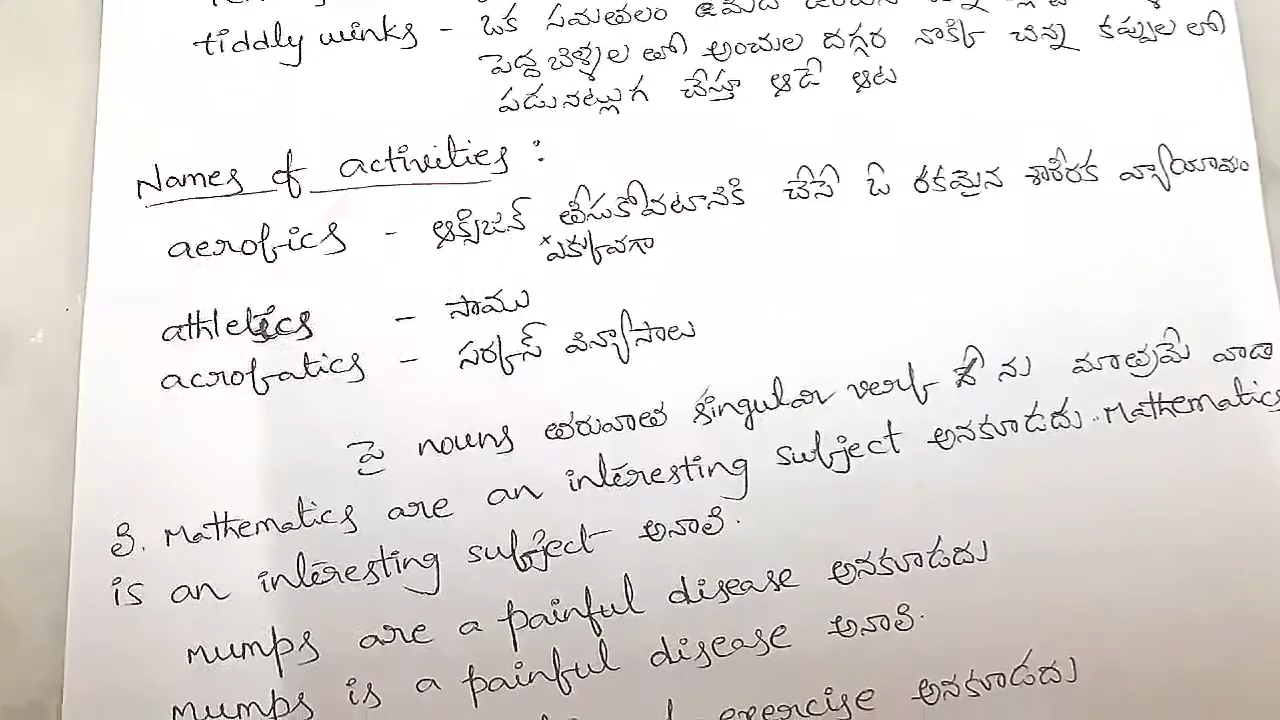 tiddly winks - ఒక సమతలం
పెద్ద బిళ్ళల తో అంచుల దగ్గర నొక్కి చిన్న కప్పుల లో
పడునట్లుగ చేస్తూ ఆడే ఆట
Names of activities :
aerobics - ఆక్సిజన్ తీసుకోవటానికి చేసే ఓ రకమైన శారీరక వ్యాయామం
ఎక్కువగా
athletics - సాము
acrobatics - సర్కస్ విన్యాసాలు
పై nouns తరువాత singular verb ను మాత్రమే వాడా
లి. Mathematics are an interesting subject అనకూడదు. Mathematics
is an interesting subject అనాలి.
mumps are a painful disease అనకూడదు
mumps is a painful disease అనాలి.
exercise అనకూడదు